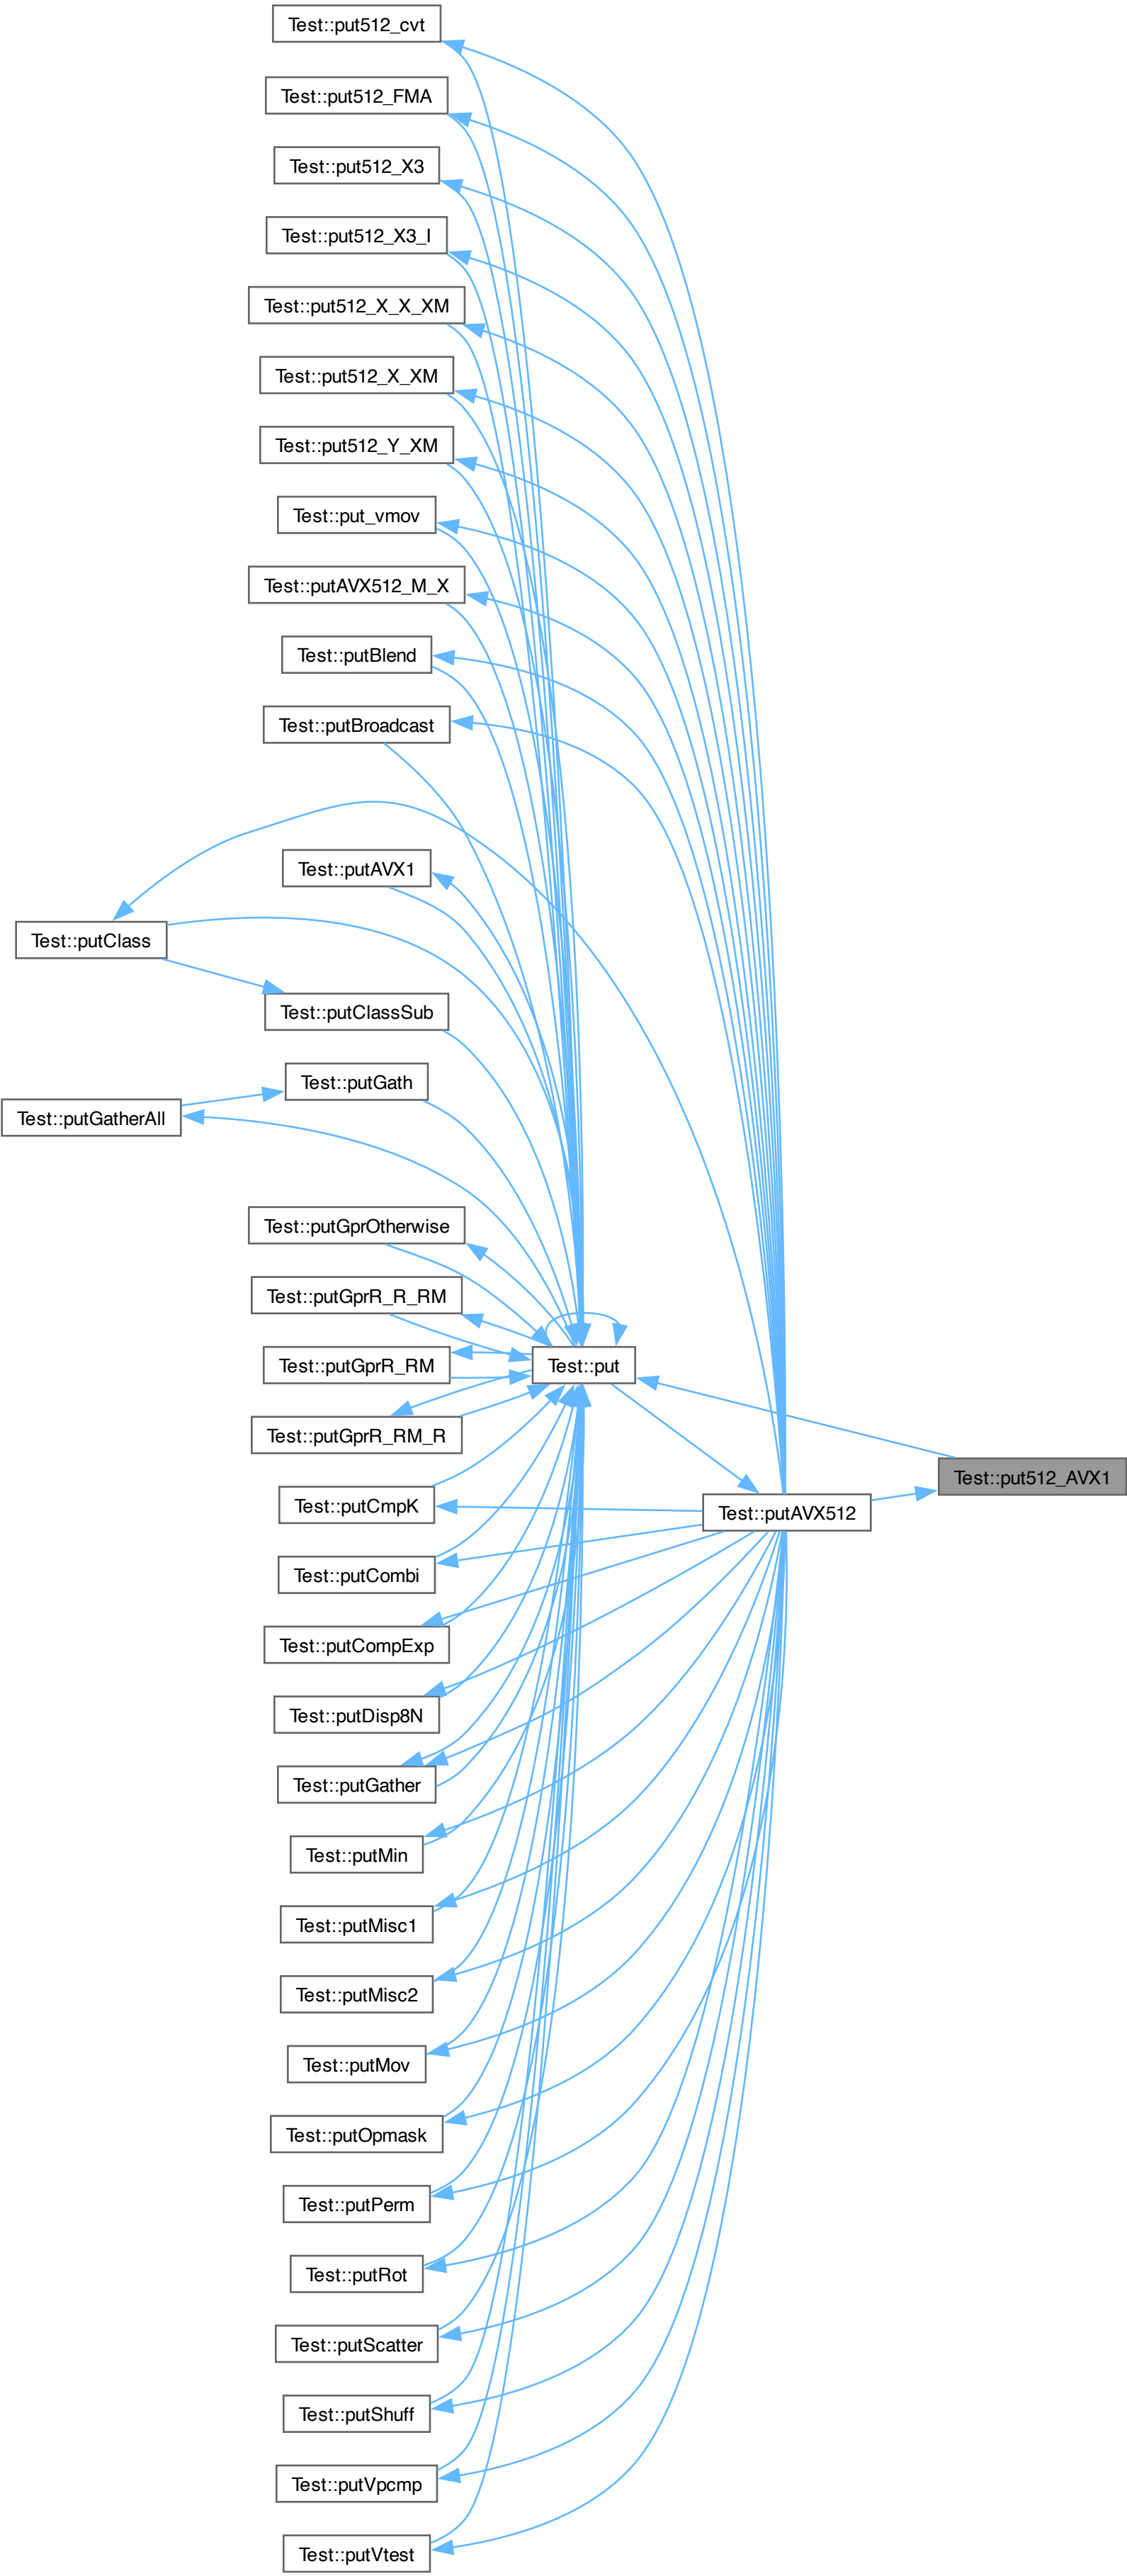 Test::put512_cvt
Test::put512_FMA
Test::put512_X3
Test::put512_X3_I
Test::put512_X_X_XM
Test::put512_X_XM
Test::put512_Y_XM
Test::put_vmov
Test::putAVX512_M_X
Test::putBlend
Test::putBroadcast
Test::putAVX1
Test::putClass
Test::putClassSub
Test::putGath
Test::putGatherAll
Test::putGprOtherwise
Test::putGprR_R_RM
Test::putGprR_RM
Test::put
Test::putGprR_RM_R
Test::put512_AVX1
Test::putCmpK
Test::putAVX512
Test::putCombi
Test::putCompExp
Test::putDisp8N
Test::putGather
Test::putMin
Test::putMisc1
Test::putMisc2
Test::putMov
Test::putOpmask
Test::putPerm
Test::putRot
Test::putScatter
Test::putShuff
Test::putVpcmp
Test::putVtest